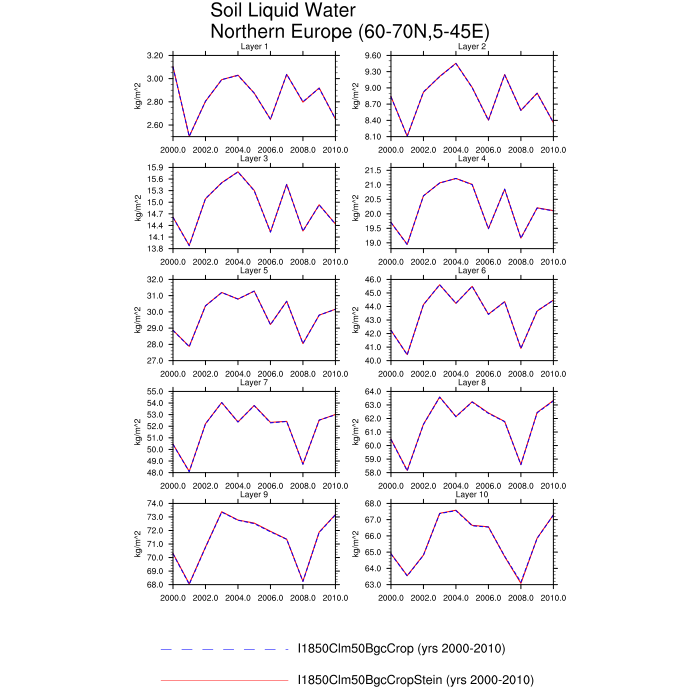 Soil Liquid Water
Northern Europe (60-70N,5-45E)
Layer 1
kg/m^2
3.20
3.00
2.80
2.60
2000.0 2002.0 2004.0 2006.0 2008.0 2010.0
Layer 2
kg/m^2
9.60
9.30
9.00
8.70
8.40
8.10
2000.0 2002.0 2004.0 2006.0 2008.0 2010.0
Layer 3
kg/m^2
15.9
15.6
15.3
15.0
14.7
14.4
14.1
13.8
2000.0 2002.0 2004.0 2006.0 2008.0 2010.0
Layer 4
kg/m^2
21.5
21.0
20.5
20.0
19.5
19.0
2000.0 2002.0 2004.0 2006.0 2008.0 2010.0
Layer 5
kg/m^2
32.0
31.0
30.0
29.0
28.0
27.0
2000.0 2002.0 2004.0 2006.0 2008.0 2010.0
Layer 6
kg/m^2
46.0
45.0
44.0
43.0
42.0
41.0
40.0
2000.0 2002.0 2004.0 2006.0 2008.0 2010.0
Layer 7
kg/m^2
55.0
54.0
53.0
52.0
51.0
50.0
49.0
48.0
2000.0 2002.0 2004.0 2006.0 2008.0 2010.0
Layer 8
kg/m^2
64.0
63.0
62.0
61.0
60.0
59.0
58.0
2000.0 2002.0 2004.0 2006.0 2008.0 2010.0
Layer 9
kg/m^2
74.0
73.0
72.0
71.0
70.0
69.0
68.0
2000.0 2002.0 2004.0 2006.0 2008.0 2010.0
Layer 10
kg/m^2
68.0
67.0
66.0
65.0
64.0
63.0
2000.0 2002.0 2004.0 2006.0 2008.0 2010.0
I1850Clm50BgcCrop (yrs 2000-2010)
I1850Clm50BgcCropStein (yrs 2000-2010)